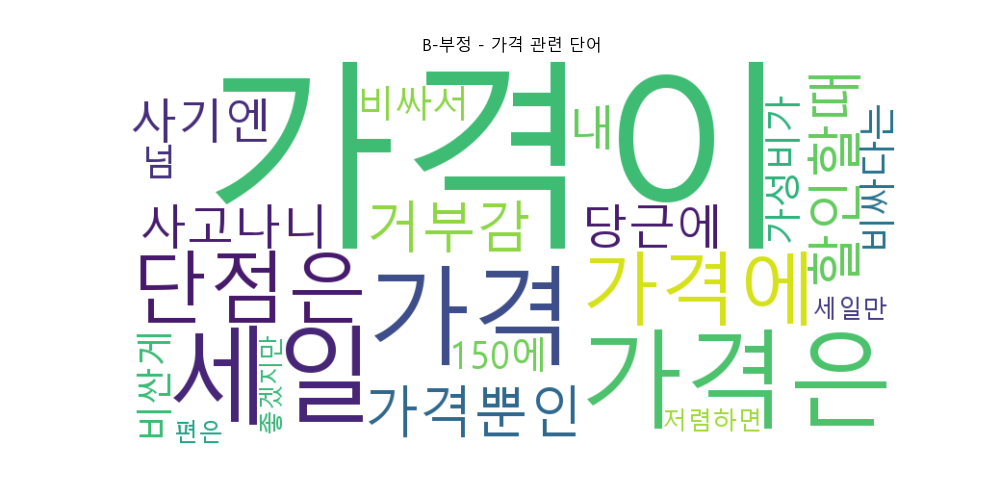 B-부정 - 가격 관련 단어
가격이
사기엔
비싸서
내
넘
가성비가
할인할때
비싸다는
사고나니
거부감
당근에
단점은
가격
가격에
세일만
세일
150에
가격은
비싼게
좋겠지만
편은
가격뿐인
저렴하면